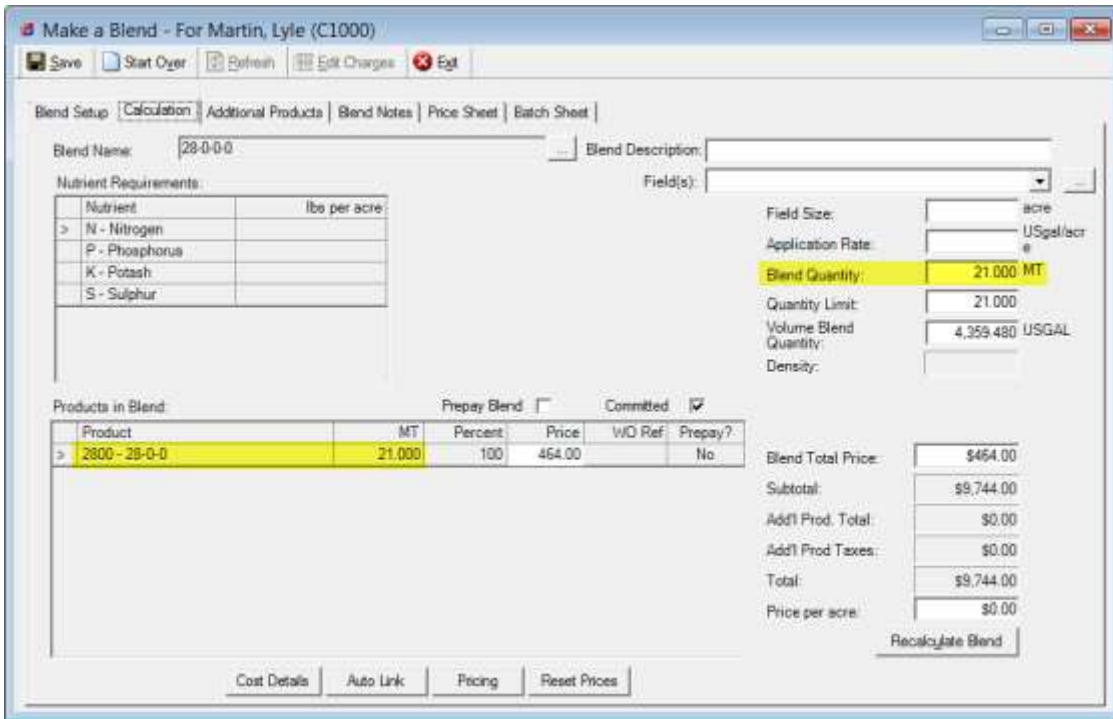 Make a Blend - For Martin, Lyle (C1000)
Save Start Over Refresh Edit Charges Exit
Blend Setup Calculation Additional Products Blend Notes Price Sheet Batch Sheet
Blend Name: 28-0-0-0 ... Blend Description:
Nutrient Requirements: Field(s): ...
Nutrient lbs per acre
> N - Nitrogen
P - Phosphorus
K - Potash
S - Sulphur
Field Size: acre
Application Rate: USgal/acr
e
Blend Quantity: 21.000 MT
Quantity Limit: 21.000
Volume Blend
Quantity: 4,359.480 USGAL
Density:
Products in Blend: Prepay Blend Committed
Product MT Percent Price WO Ref Prepay?
> 2800 - 28-0-0 21.000 100 464.00 No
Blend Total Price: $464.00
Subtotal: $9,744.00
Add'l Prod. Total: $0.00
Add'l Prod Taxes: $0.00
Total: $9,744.00
Price per acre: $0.00
Recalculate Blend
Cost Details Auto Link Pricing Reset Prices